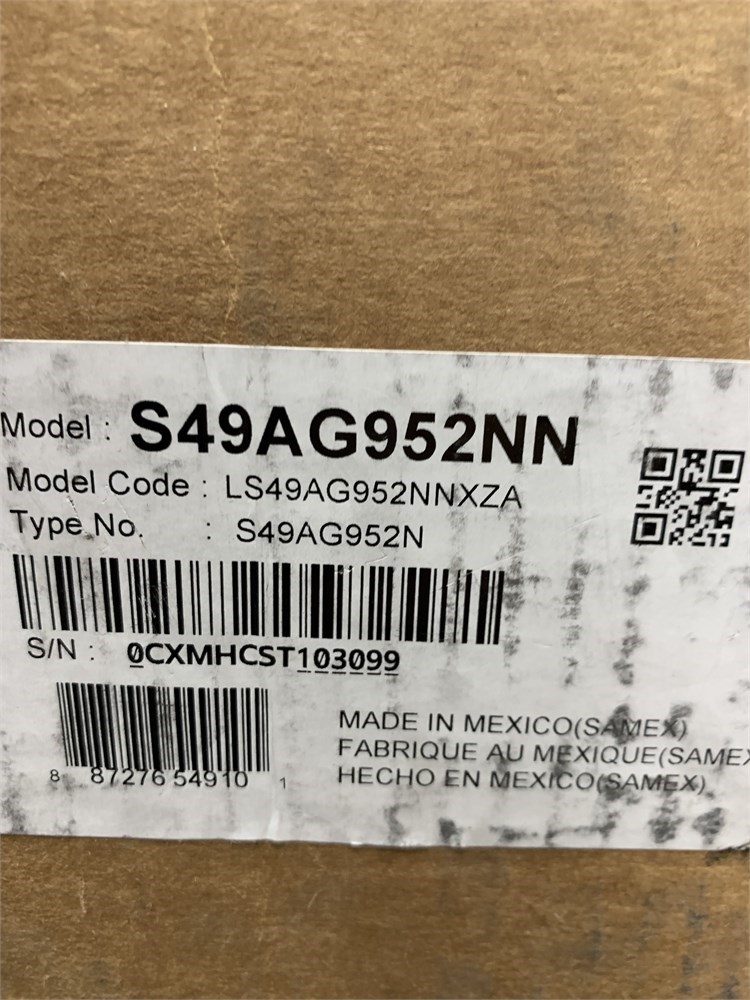 Model : S49AG952NN
Model Code : LS49AG952NNXZA
Type No. : S49AG952N
S/N : 0CXMHCST103099
8 87276 54910 1
MADE IN MEXICO(SAMEX)
FABRIQUE AU MEXIQUE(SAMEX
HECHO EN MEXICO(SAMEX)